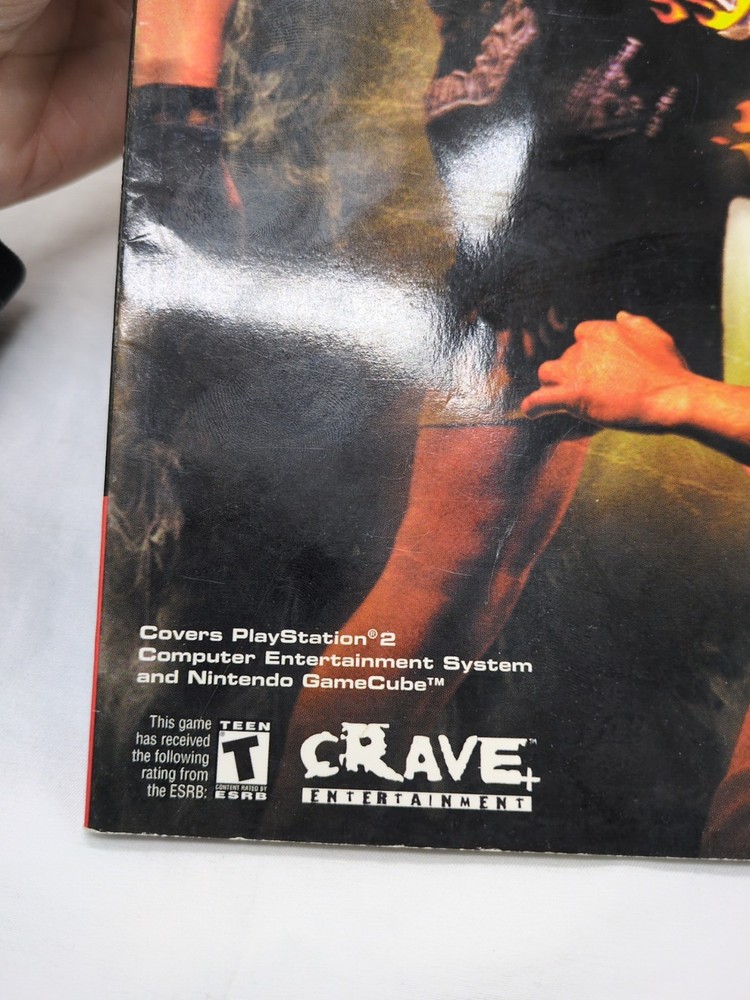 Covers PlayStation®2
Computer Entertainment System
and Nintendo GameCube™
This game
has received
the following
rating from
the ESRB:
TEEN
T
CONTENT RATED BY
ESRB
CRAVE™
ENTERTAINMENT